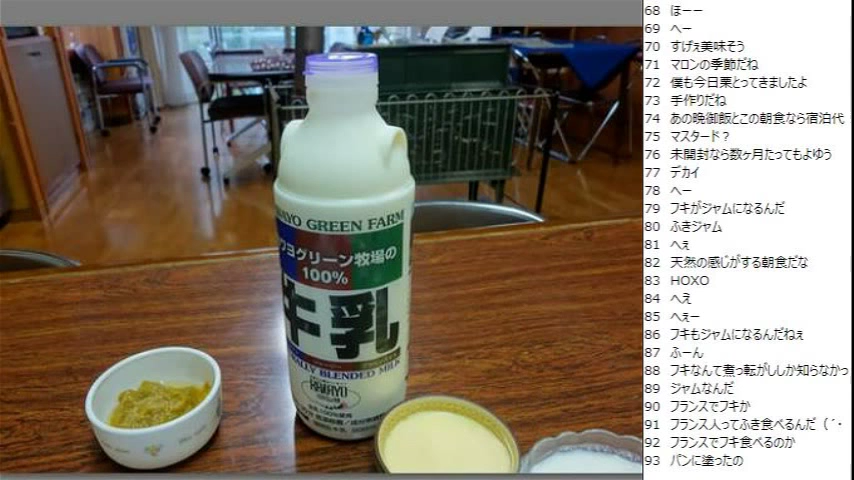 GREEN FARM
グリーン牧場の
100%
牛乳
BLENDED MILK
68 ほーー
69 へー
70 すげぇ美味そう
71 マロンの季節だね
72 僕も今日栗とってきましたよ
73 手作りだね
74 あの晩御飯とこの朝食なら宿泊代
75 マスタード？
76 未開封なら数ヶ月たってもよゆう
77 デカイ
78 へー
79 フキがジャムになるんだ
80 ふきジャム
81 へぇ
82 天然の感じがする朝食だな
83 HOXO
84 へえ
85 へぇー
86 フキもジャムになるんだねぇ
87 ふーん
88 フキなんて煮っ転がししか知らなかっ
89 ジャムなんだ
90 フランスでフキか
91 フランス人ってふき食べるんだ（´・
92 フランスでフキ食べるのか
93 パンに塗ったの